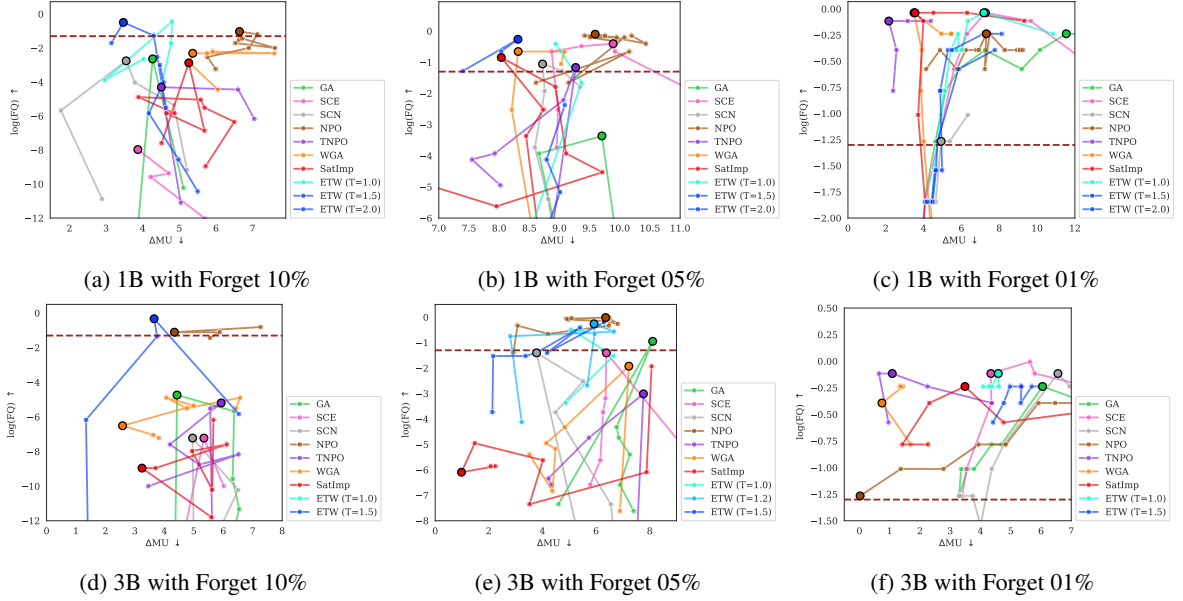 log(FQ) ↑
0
−2
−4
−6
−8
−10
−12
2
3
4
5
6
7
ΔMU ↓
GA
SCE
SCN
NPO
TNPO
WGA
SatImp
ETW (T=1.0)
ETW (T=1.5)
ETW (T=2.0)
(a) 1B with Forget 10%
log(FQ) ↑
0
−1
−2
−3
−4
−5
−6
7.0
7.5
8.0
8.5
9.0
9.5
10.0
10.5
11.0
ΔMU ↓
GA
SCE
SCN
NPO
TNPO
WGA
SatImp
ETW (T=1.0)
ETW (T=1.5)
ETW (T=2.0)
(b) 1B with Forget 05%
log(FQ) ↑
0.00
−0.25
−0.50
−0.75
−1.00
−1.25
−1.50
−1.75
−2.00
0
2
4
6
8
10
12
ΔMU ↓
GA
SCE
SCN
NPO
TNPO
WGA
SatImp
ETW (T=1.0)
ETW (T=1.5)
ETW (T=2.0)
(c) 1B with Forget 01%
log(FQ) ↑
0
−2
−4
−6
−8
−10
−12
0
1
2
3
4
5
6
7
8
ΔMU ↓
GA
SCE
SCN
NPO
TNPO
WGA
SatImp
ETW (T=1.0)
ETW (T=1.5)
(d) 3B with Forget 10%
log(FQ) ↑
0
−1
−2
−3
−4
−5
−6
−7
−8
0
2
4
6
8
ΔMU ↓
GA
SCE
SCN
NPO
TNPO
WGA
SatImp
ETW (T=1.0)
ETW (T=1.2)
ETW (T=1.5)
(e) 3B with Forget 05%
log(FQ) ↑
0.50
0.25
0.00
−0.25
−0.50
−0.75
−1.00
−1.25
−1.50
0
1
2
3
4
5
6
7
ΔMU ↓
GA
SCE
SCN
NPO
TNPO
WGA
SatImp
ETW (T=1.0)
ETW (T=1.5)
(f) 3B with Forget 01%